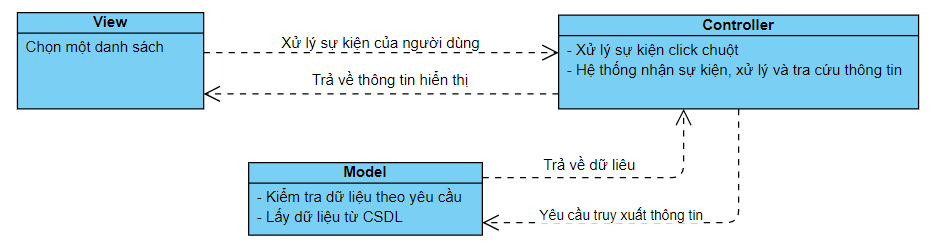 View
Chọn một danh sách
Xử lý sự kiện của người dùng
Trả về thông tin hiển thị
Controller
- Xử lý sự kiện click chuột
- Hệ thống nhận sự kiện, xử lý và tra cứu thông tin
Model
- Kiểm tra dữ liệu theo yêu cầu
- Lấy dữ liệu từ CSDL
Trả về dữ liêu
Yêu cầu truy xuất thông tin